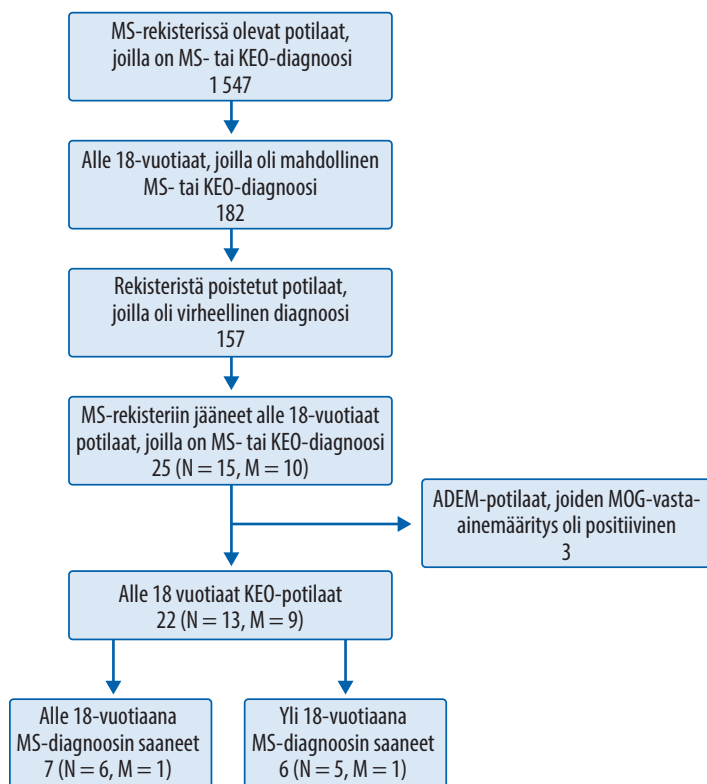 MS-rekisterissä olevat potilaat,
joilla on MS- tai KEO-diagnoosi
1 547
Alle 18-vuotiaat, joilla oli mahdollinen
MS- tai KEO-diagnoosi
182
Rekisteristä poistetut potilaat,
joilla oli virheellinen diagnoosi
157
MS-rekisteriin jääneet alle 18-vuotiaat
potilaat, joilla on MS- tai KEO-diagnoosi
25 (N = 15, M = 10)
ADEM-potilaat, joiden MOG-vasta-
ainemääritys oli positiivinen
3
Alle 18 vuotiaat KEO-potilaat
22 (N = 13, M = 9)
Alle 18-vuotiaana
MS-diagnoosin saaneet
7 (N = 6, M = 1)
Yli 18-vuotiaana
MS-diagnoosin saaneet
6 (N = 5, M = 1)